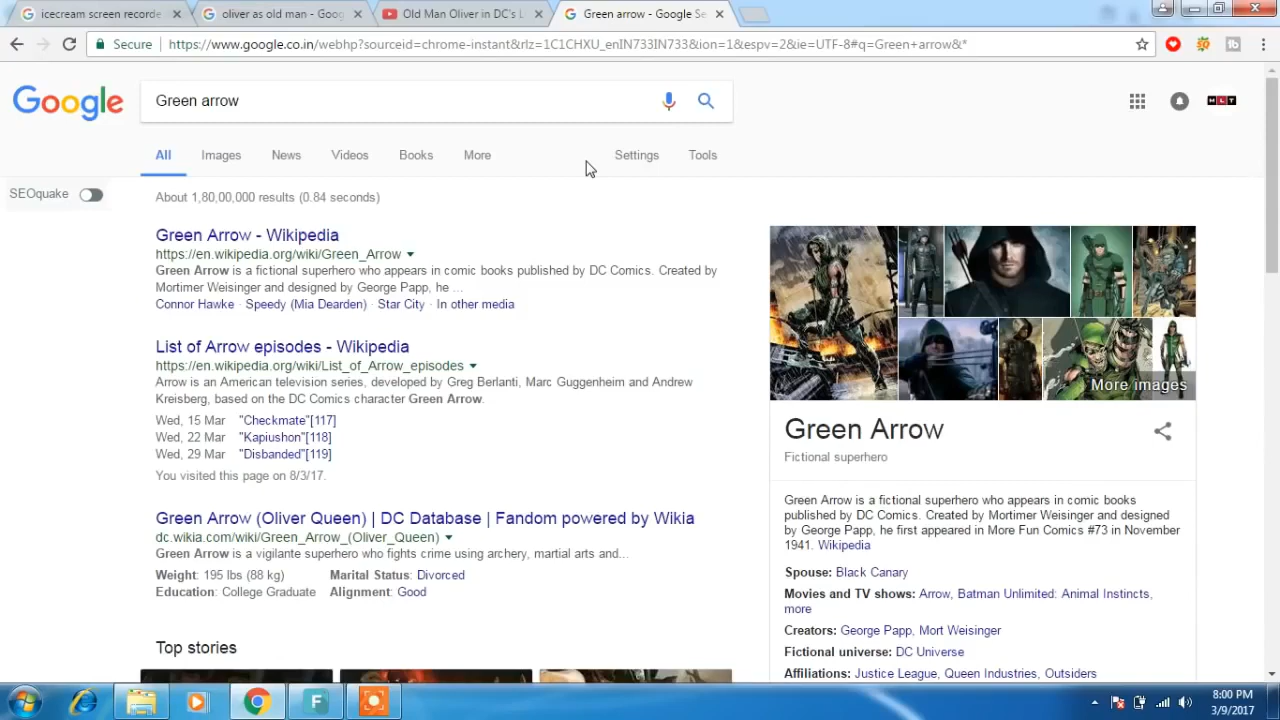 icecream screen recorde
oliver as old man - Goog
Old Man Oliver in DC's L
Green arrow - Google Se
Secure
https://www.google.co.in/webhp?sourceid=chrome-instant&rlz=1C1CHXU_enIN733IN733&ion=1&espv=2&ie=UTF-8#q=Green+arrow&*
Google
Green arrow
MLT
All
Images
News
Videos
Books
More
Settings
Tools
SEOquake
About 1,80,00,000 results (0.84 seconds)
Green Arrow - Wikipedia
https://en.wikipedia.org/wiki/Green_Arrow
Green Arrow is a fictional superhero who appears in comic books published by DC Comics. Created by
Mortimer Weisinger and designed by George Papp, he ...
Connor Hawke · Speedy (Mia Dearden) · Star City · In other media
List of Arrow episodes - Wikipedia
https://en.wikipedia.org/wiki/List_of_Arrow_episodes
Arrow is an American television series, developed by Greg Berlanti, Marc Guggenheim and Andrew
Kreisberg, based on the DC Comics character Green Arrow.
Wed, 15 Mar "Checkmate"[117]
Wed, 22 Mar "Kapiushon"[118]
Wed, 29 Mar "Disbanded"[119]
You visited this page on 8/3/17.
Green Arrow (Oliver Queen) | DC Database | Fandom powered by Wikia
dc.wikia.com/wiki/Green_Arrow_(Oliver_Queen)
Green Arrow is a vigilante superhero who fights crime using archery, martial arts and...
Weight: 195 lbs (88 kg) Marital Status: Divorced
Education: College Graduate Alignment: Good
Top stories
More images
Green Arrow
Fictional superhero
Green Arrow is a fictional superhero who appears in comic books
published by DC Comics. Created by Mortimer Weisinger and designed
by George Papp, he first appeared in More Fun Comics #73 in November
1941. Wikipedia
Spouse: Black Canary
Movies and TV shows: Arrow, Batman Unlimited: Animal Instincts,
more
Creators: George Papp, Mort Weisinger
Fictional universe: DC Universe
Affiliations: Justice League, Queen Industries, Outsiders
F
8:00 PM
3/9/2017